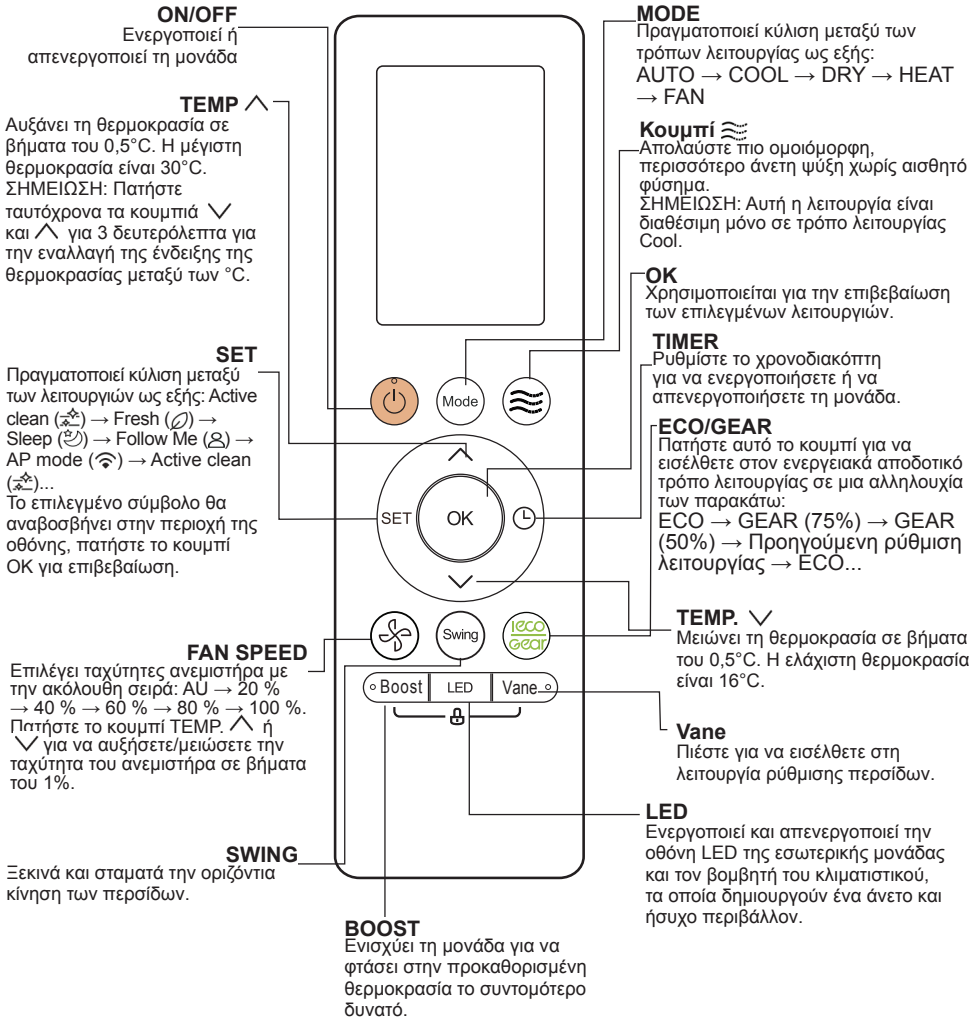 ON/OFF
Ενεργοποιεί ή
απενεργοποιεί τη μονάδα
TEMP
Αυξάνει τη θερμοκρασία σε
βήματα του 0,5°C. Η μέγιστη
θερμοκρασία είναι 30°C.
ΣΗΜΕΙΩΣΗ: Πατήστε
ταυτόχρονα τα κουμπιά
και για 3 δευτερόλεπτα για
την εναλλαγή της ένδειξης της
θερμοκρασίας μεταξύ των °C.
SET
Πραγματοποιεί κύλιση μεταξύ
των λειτουργιών ως εξής: Active
clean () → Fresh () →
Sleep () → Follow Me () →
AP mode () → Active clean
()...
Το επιλεγμένο σύμβολο θα
αναβοσβήνει στην περιοχή της
οθόνης, πατήστε το κουμπί
OK για επιβεβαίωση.
FAN SPEED
Επιλέγει ταχύτητες ανεμιστήρα με
την ακόλουθη σειρά: AU → 20 %
→ 40 % → 60 % → 80 % → 100 %.
Πατήστε το κουμπί TEMP. ή
για να αυξήσετε/μειώσετε την
ταχύτητα του ανεμιστήρα σε βήματα
του 1%.
SWING
Ξεκινά και σταματά την οριζόντια
κίνηση των περσίδων.
Mode
SET
OK
Swing
eco
Gear
Boost
LED
Vane
BOOST
Ενισχύει τη μονάδα για να
φτάσει στην προκαθορισμένη
θερμοκρασία το συντομότερο
δυνατό.
MODE
Πραγματοποιεί κύλιση μεταξύ των
τρόπων λειτουργίας ως εξής:
AUTO → COOL → DRY → HEAT
→ FAN
Κουμπί
Απολαύστε πιο ομοιόμορφη,
περισσότερο άνετη ψύξη χωρίς αισθητό
φύσημα.
ΣΗΜΕΙΩΣΗ: Αυτή η λειτουργία είναι
διαθέσιμη μόνο σε τρόπο λειτουργίας
Cool.
OK
Χρησιμοποιείται για την επιβεβαίωση
των επιλεγμένων λειτουργιών.
TIMER
Ρυθμίστε το χρονοδιακόπτη
για να ενεργοποιήσετε ή να
απενεργοποιήσετε τη μονάδα.
ECO/GEAR
Πατήστε αυτό το κουμπί για να
εισέλθετε στον ενεργειακά αποδοτικό
τρόπο λειτουργίας σε μια αλληλουχία
των παρακάτω:
ECO → GEAR (75%) → GEAR
(50%) → Προηγούμενη ρύθμιση
λειτουργίας → ECO...
TEMP.
Μειώνει τη θερμοκρασία σε βήματα
του 0,5°C. Η ελάχιστη θερμοκρασία
είναι 16°C.
Vane
Πιέστε για να εισέλθετε στη
λειτουργία ρύθμισης περσίδων.
LED
Ενεργοποιεί και απενεργοποιεί την
οθόνη LED της εσωτερικής μονάδας
και τον βομβητή του κλιματιστικού,
τα οποία δημιουργούν ένα άνετο και
ήσυχο περιβάλλον.